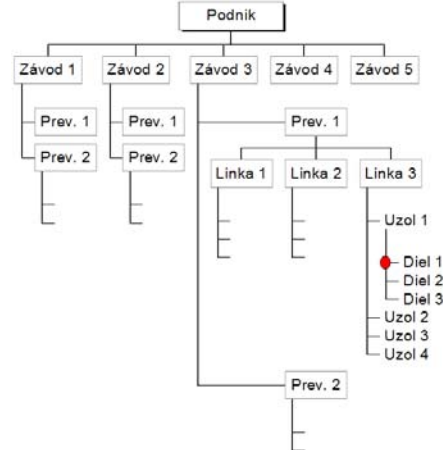 Podnik
Závod 1 Závod 2 Závod 3 Závod 4 Závod 5
Prev. 1 Prev. 1 Prev. 1
Prev. 2 Prev. 2
Linka 1 Linka 2 Linka 3
Uzol 1
Diel 1
Diel 2
Diel 3
Uzol 2
Uzol 3
Uzol 4
Prev. 2